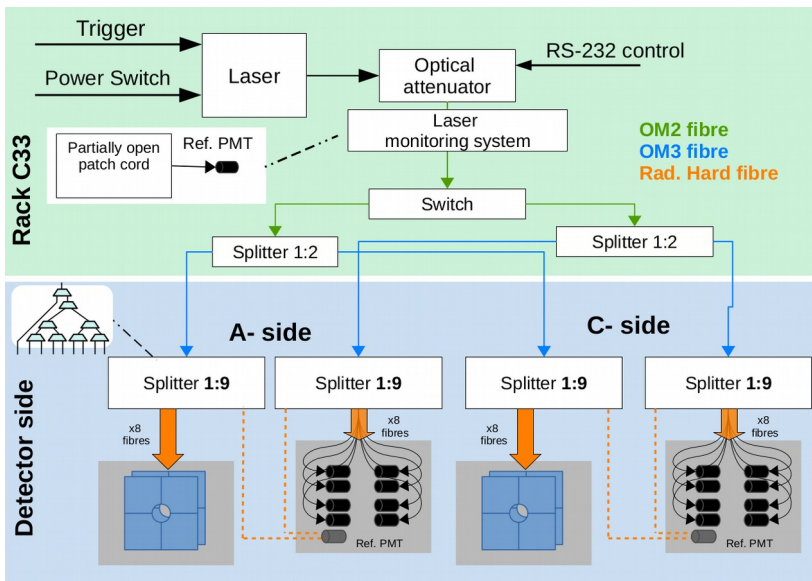 Trigger
Power Switch
Laser
Optical
attenuator
RS-232 control
Laser
monitoring system
Partially open
patch cord
Ref. PMT
OM2 fibre
OM3 fibre
Rad. Hard fibre
Rack C33
Switch
Splitter 1:2
Splitter 1:2
A- side
C- side
Detector side
Splitter 1:9
Splitter 1:9
Splitter 1:9
Splitter 1:9
x8
fibres
x8
fibres
x8
fibres
x8
fibres
Ref. PMT
Ref. PMT